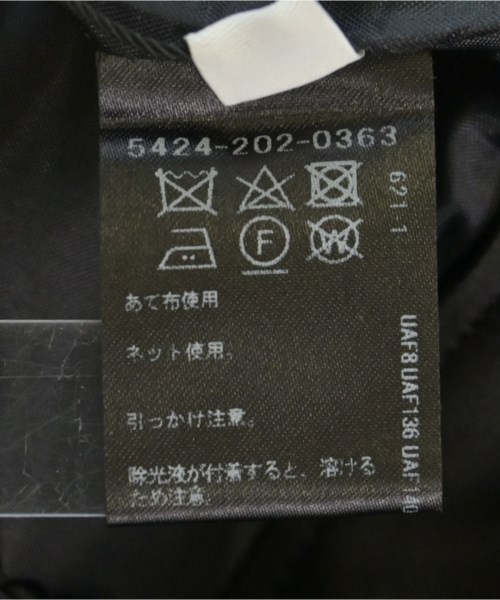 5424-202-0363
621 1
F
W
あて布使用
ネット使用。
引っかけ注意。
除光液が付着すると、溶ける
ため注意。
UAF8 UAF136 UAF140